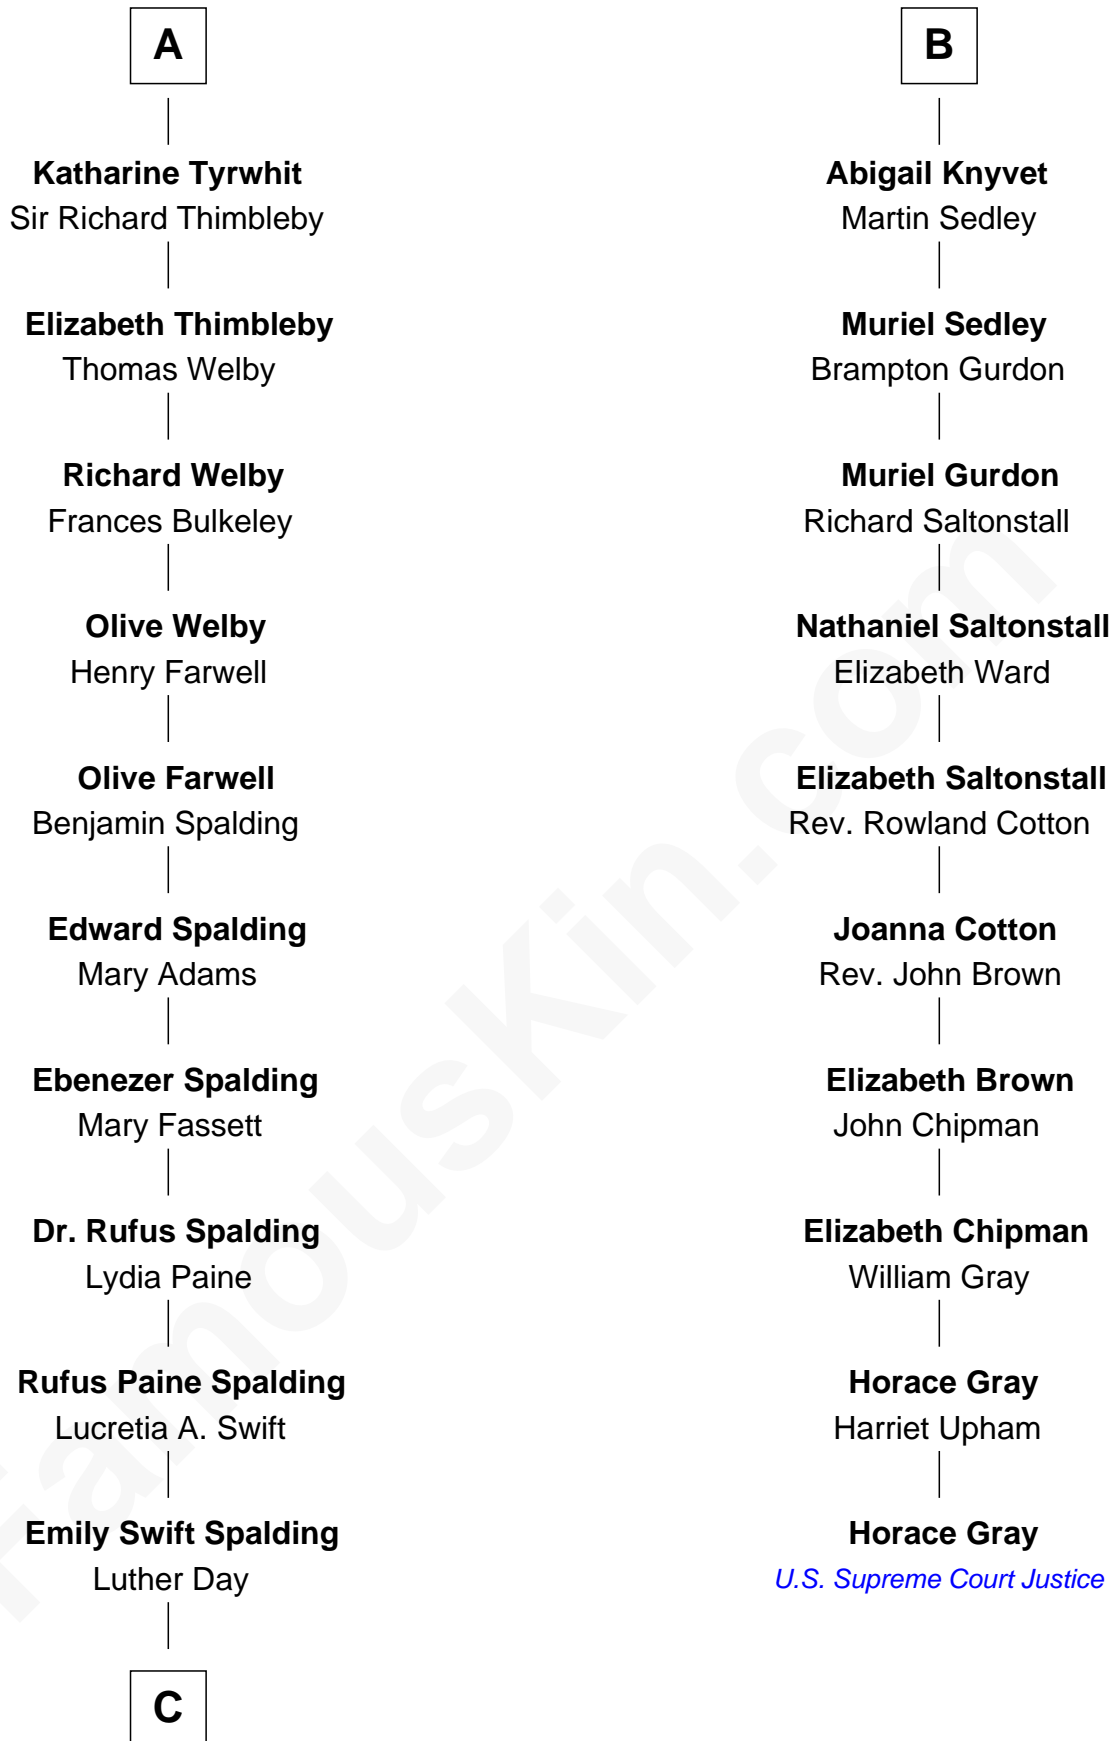 A
Katharine Tyrwhit
Sir Richard Thimbleby
Elizabeth Thimbleby
Thomas Welby
Richard Welby
Frances Bulkeley
Olive Welby
Henry Farwell
Olive Farwell
Benjamin Spalding
Edward Spalding
Mary Adams
Ebenezer Spalding
Mary Fassett
Dr. Rufus Spalding
Lydia Paine
Rufus Paine Spalding
Lucretia A. Swift
Emily Swift Spalding
Luther Day
C
B
Abigail Knyvet
Martin Sedley
Muriel Sedley
Brampton Gurdon
Muriel Gurdon
Richard Saltonstall
Nathaniel Saltonstall
Elizabeth Ward
Elizabeth Saltonstall
Rev. Rowland Cotton
Joanna Cotton
Rev. John Brown
Elizabeth Brown
John Chipman
Elizabeth Chipman
William Gray
Horace Gray
Harriet Upham
Horace Gray
U.S. Supreme Court Justice
FamousKin.com